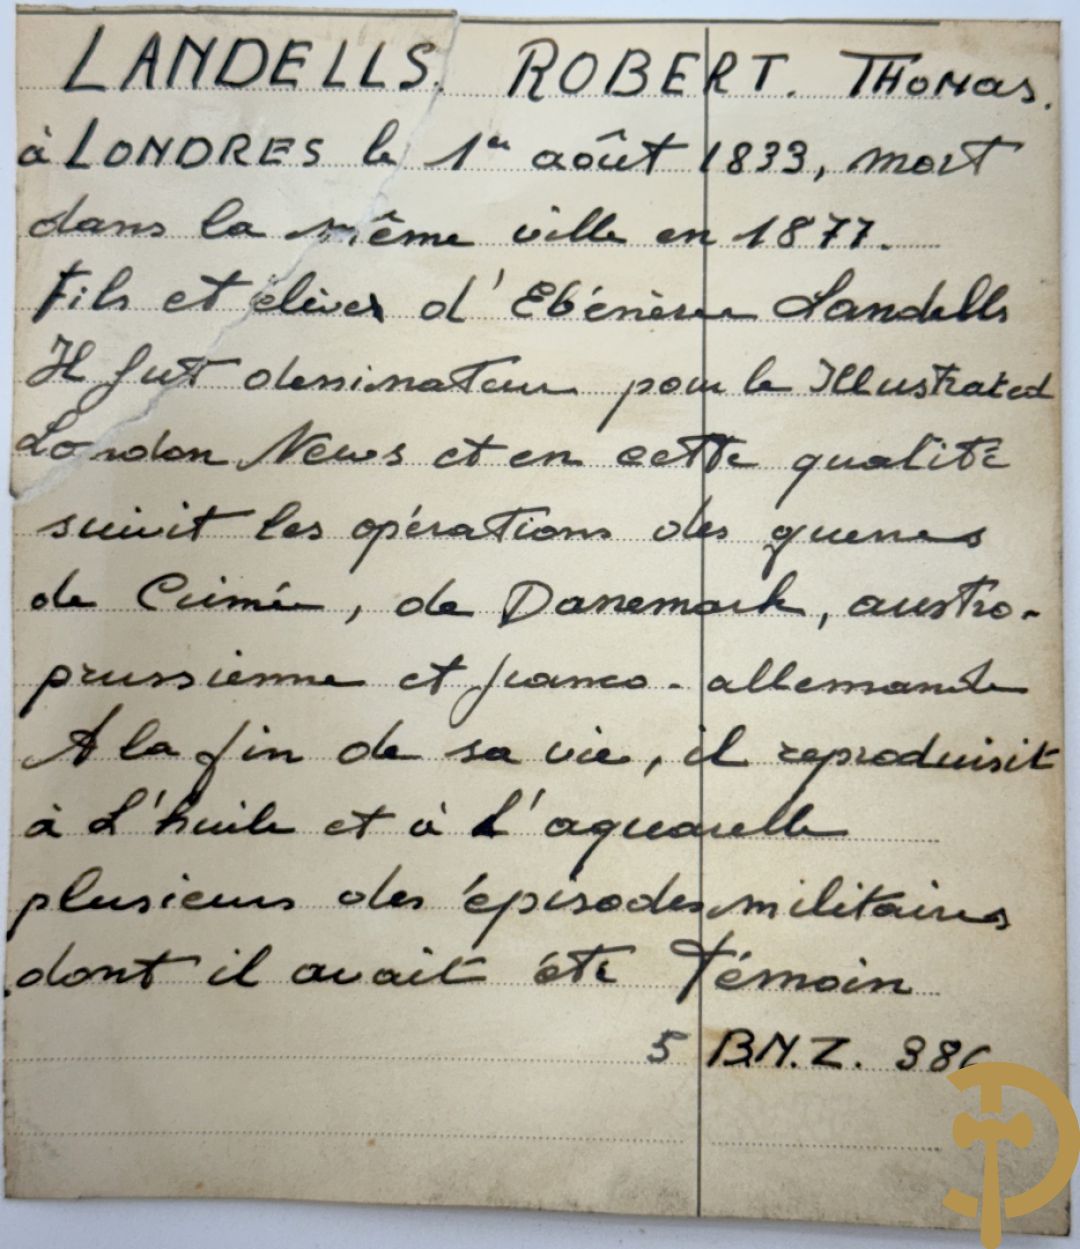 LANDELLS. ROBERT. THOMAS.
à LONDRES le 1er août 1833, mort
dans la même ville en 1877.
Fils et élèves d'Ebénèser Landells
Il fut dessinateur pour le Illustrated
London News et en cette qualité
suivit les opérations des guerres
de Crimée, de Danemark, austro-
prussienne et franco-allemande
A la fin de sa vie, il reproduisit
à l'huile et à l'aquarelle
plusieurs des épisodes militaires
dont il avait été témoin
5 B.N.Z.